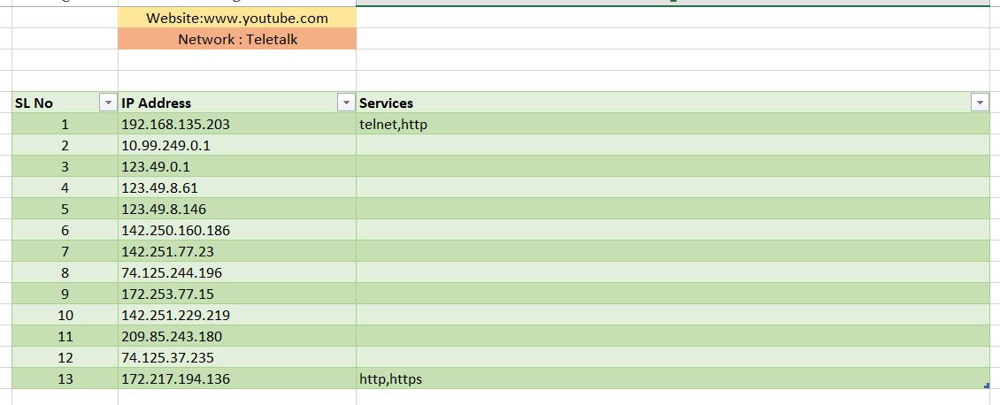 Website:www.youtube.com
Network : Teletalk
SL No IP Address Services
1 192.168.135.203 telnet,http
2 10.99.249.0.1
3 123.49.0.1
4 123.49.8.61
5 123.49.8.146
6 142.250.160.186
7 142.251.77.23
8 74.125.244.196
9 172.253.77.15
10 142.251.229.219
11 209.85.243.180
12 74.125.37.235
13 172.217.194.136 http,https